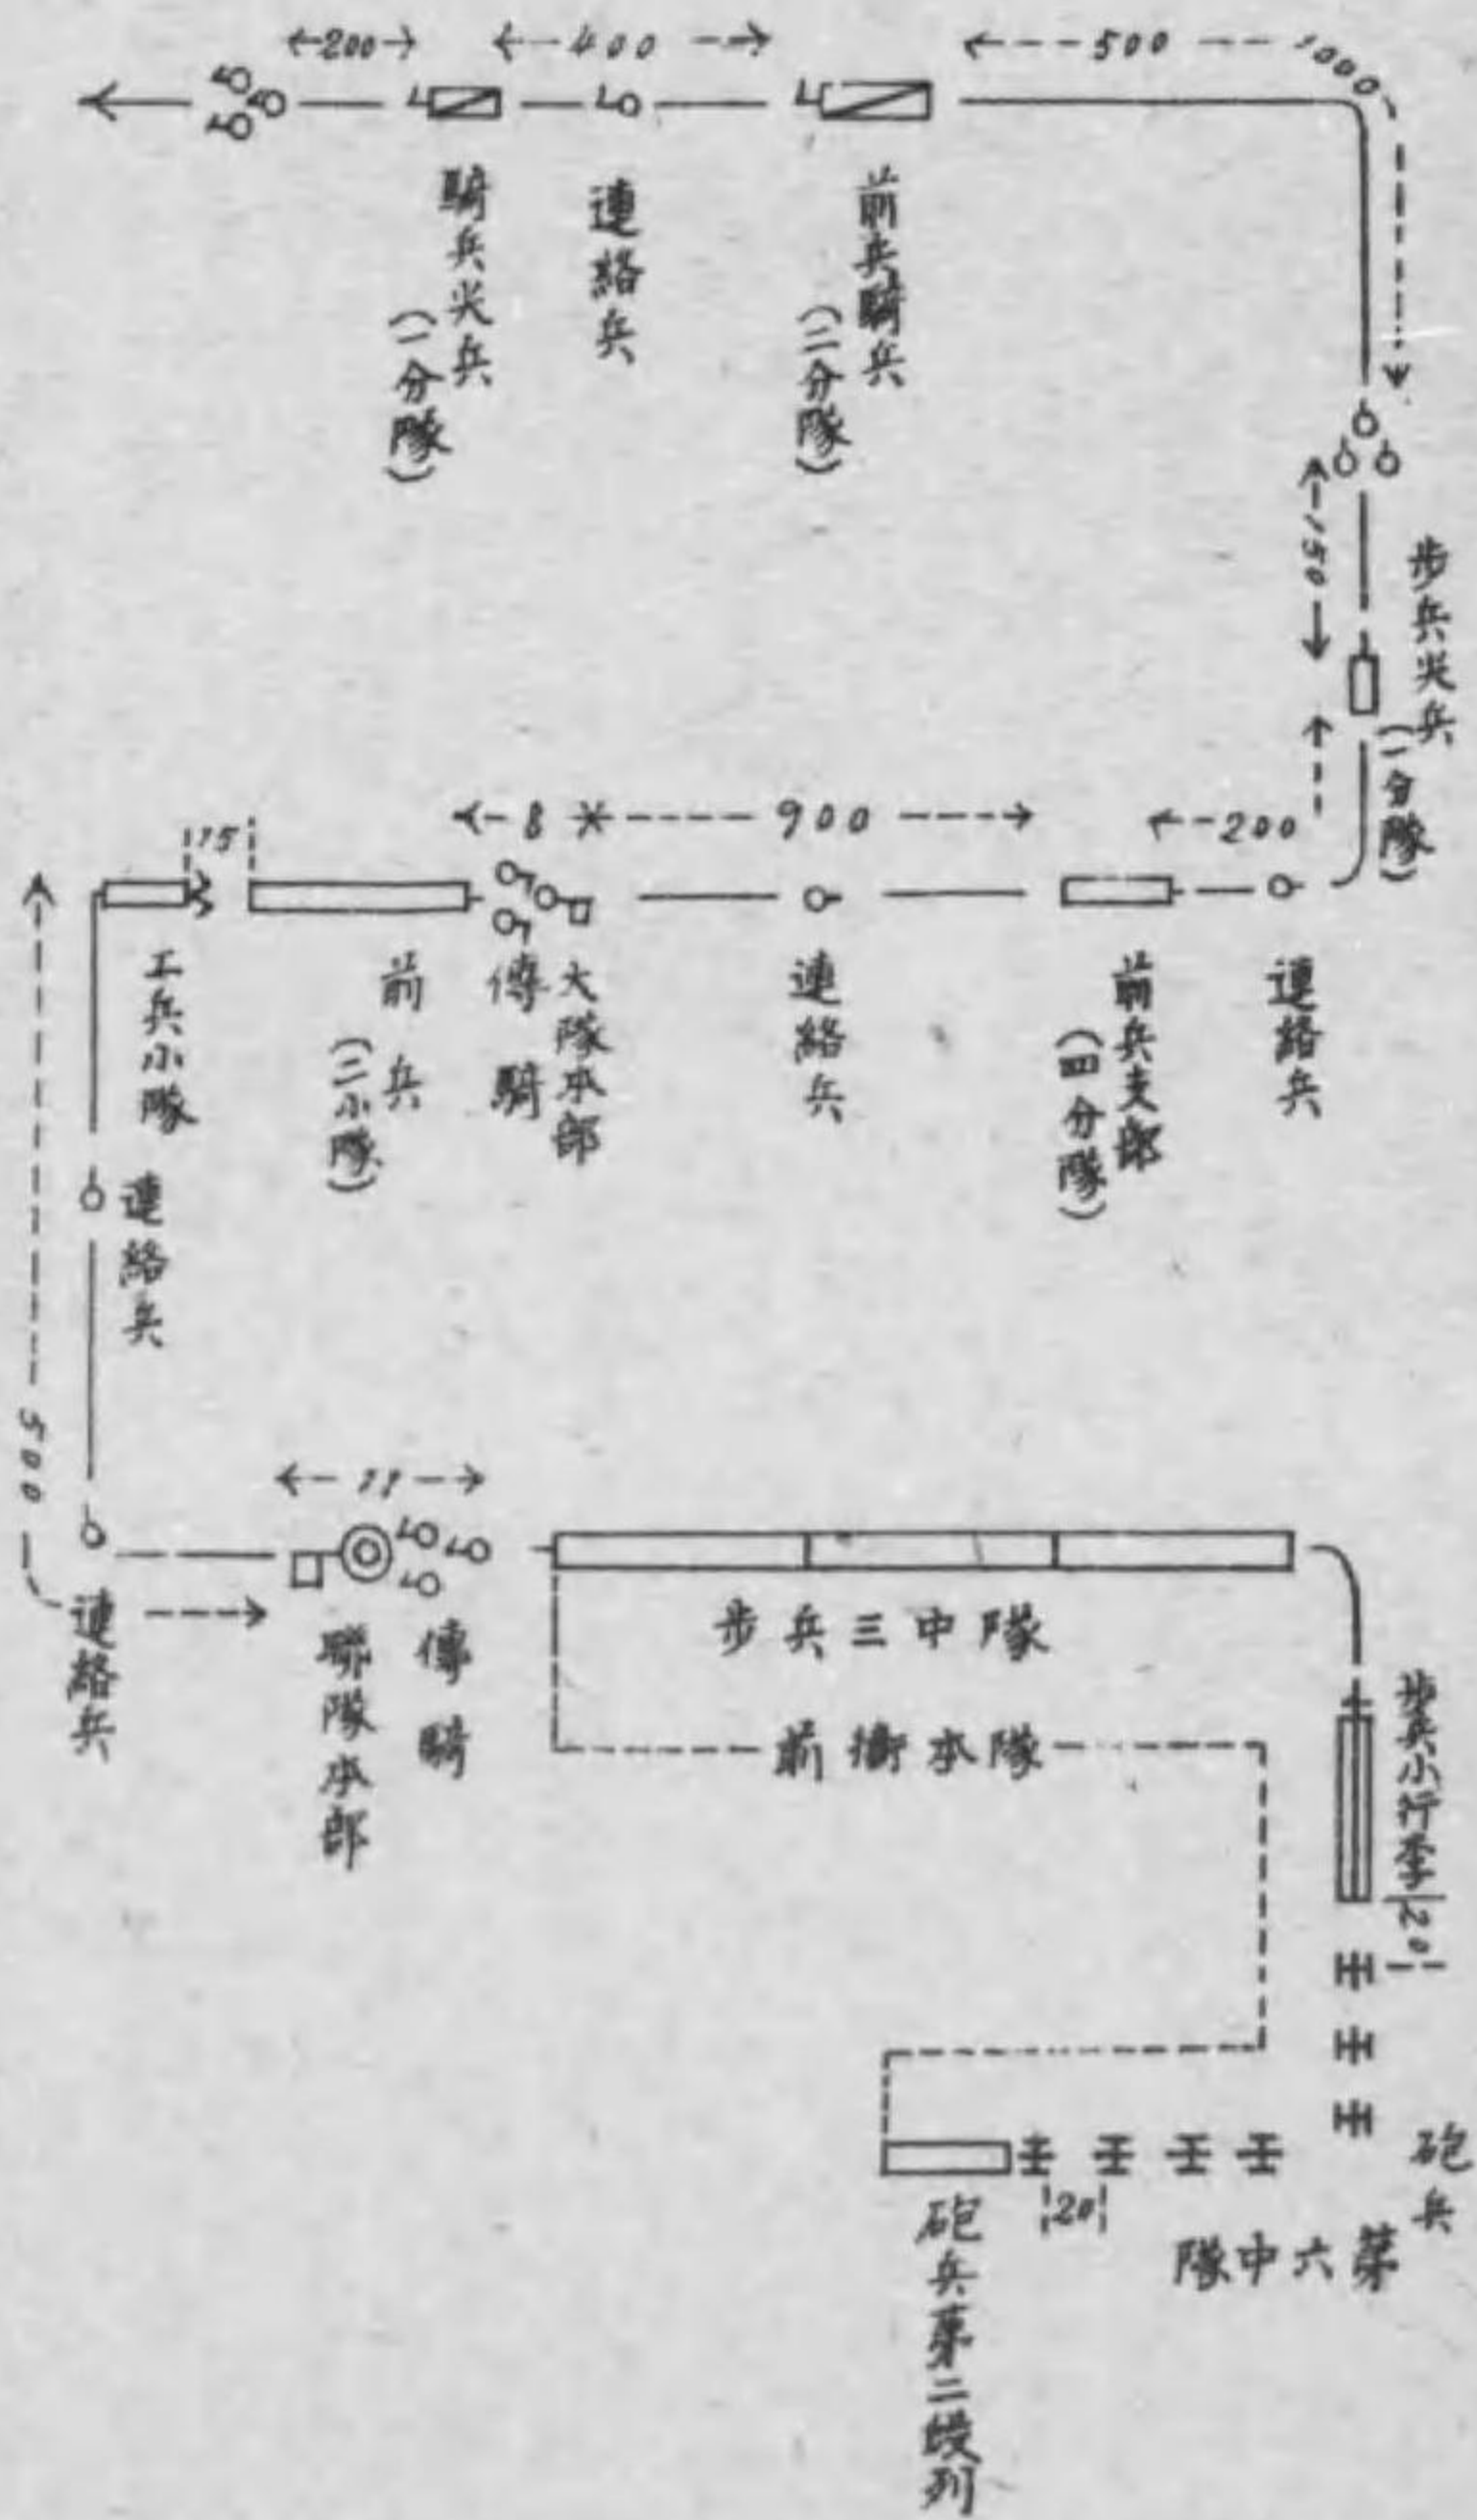 200
400
500
1000
騎兵尖兵
(一分隊)
連絡兵
前兵騎兵
(二分隊)
150
步兵尖兵
(一分隊)
15
8
900
200
連絡兵
前兵支部
(四分隊)
連絡兵
大隊本部
傳騎
前兵
(二小隊)
工兵小隊
連絡兵
500
連絡兵
聯隊本部
傳騎
步兵三中隊
前衛本隊
步兵小行李
20
砲兵
第六中隊
20
砲兵第二段列